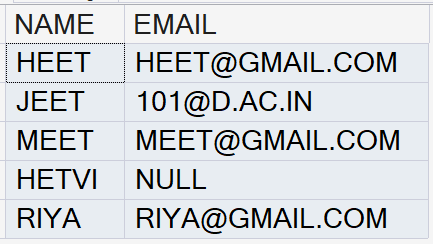 NAME EMAIL
HEET HEET@GMAIL.COM
JEET 101@D.AC.IN
MEET MEET@GMAIL.COM
HETVI NULL
RIYA RIYA@GMAIL.COM